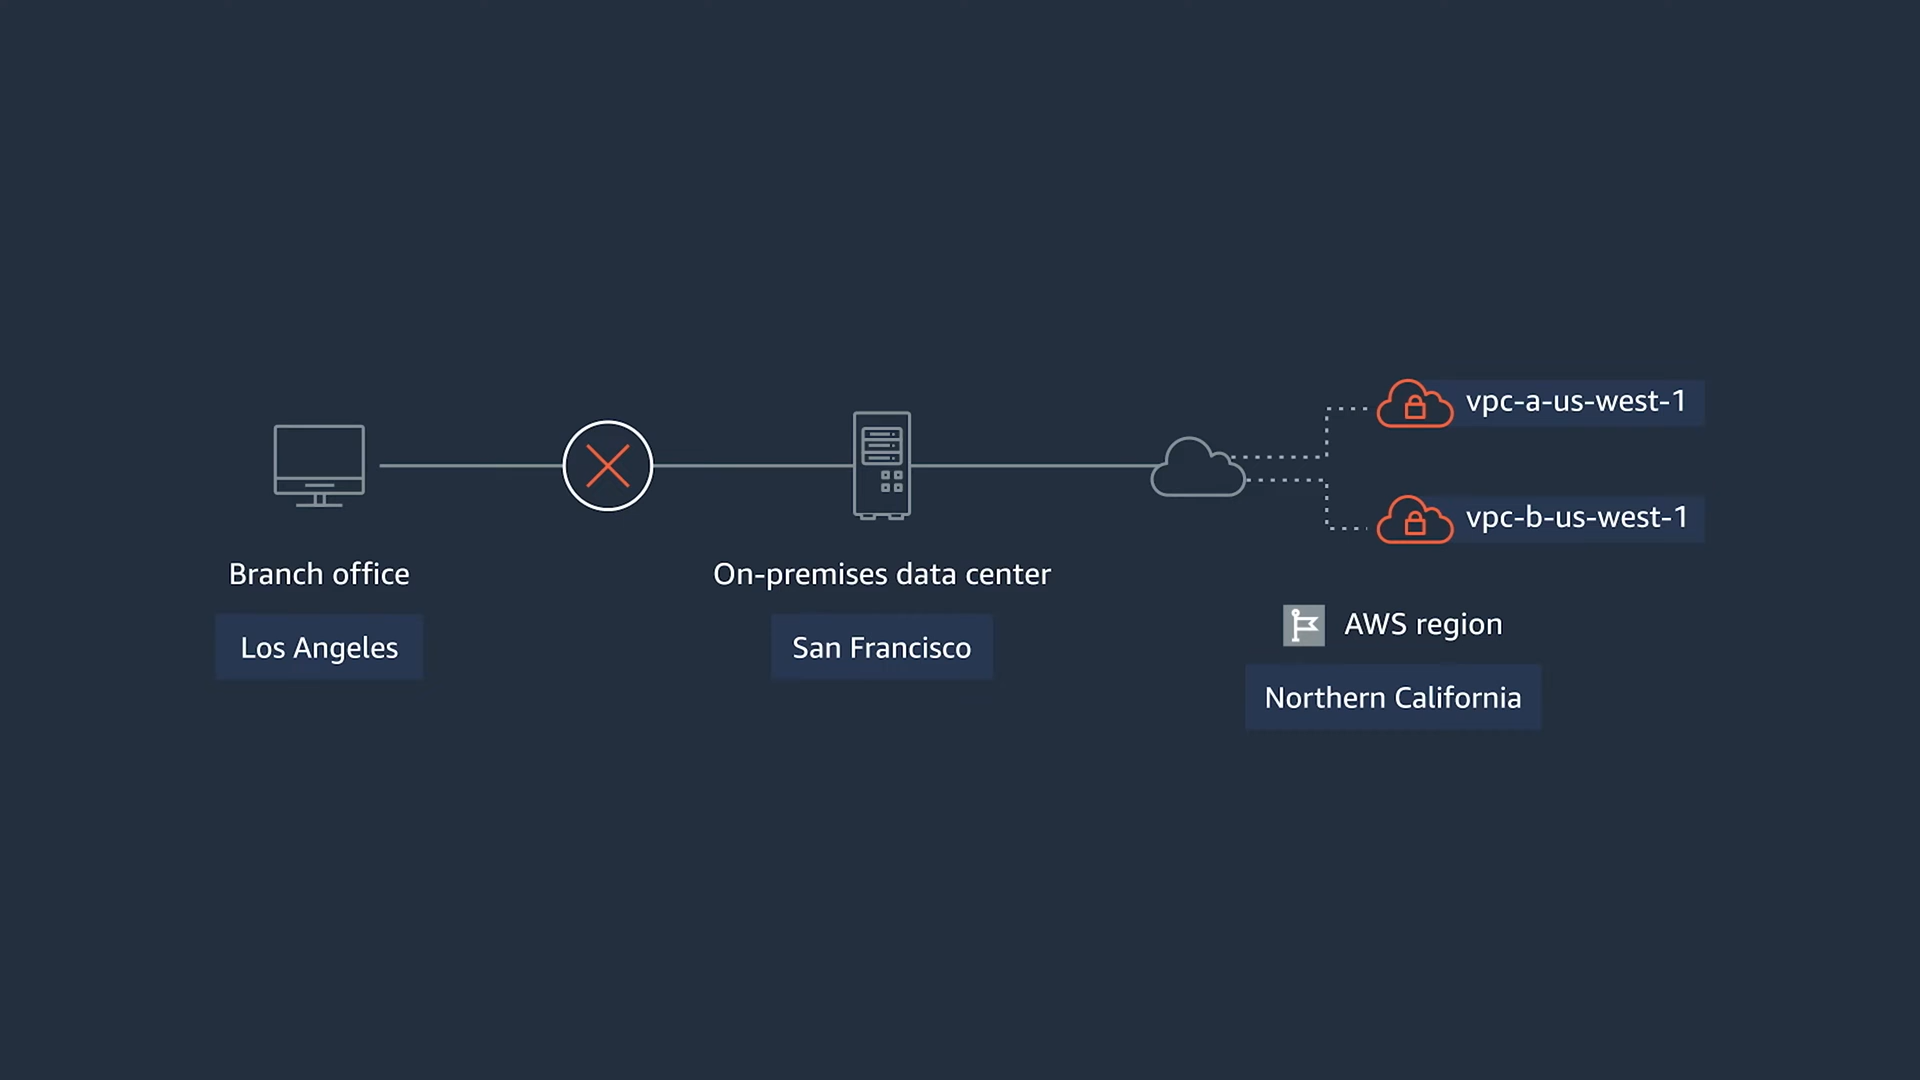 vpc-a-us-west-1
vpc-b-us-west-1
Branch office
On-premises data center
Los Angeles
San Francisco
AWS region
Northern California